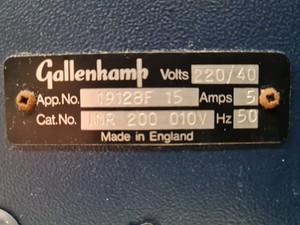 Gallenkamp Volts 220/40
App.No. 19128F 15 Amps 5
Cat.No. INR 200 010V Hz 50
Made in England